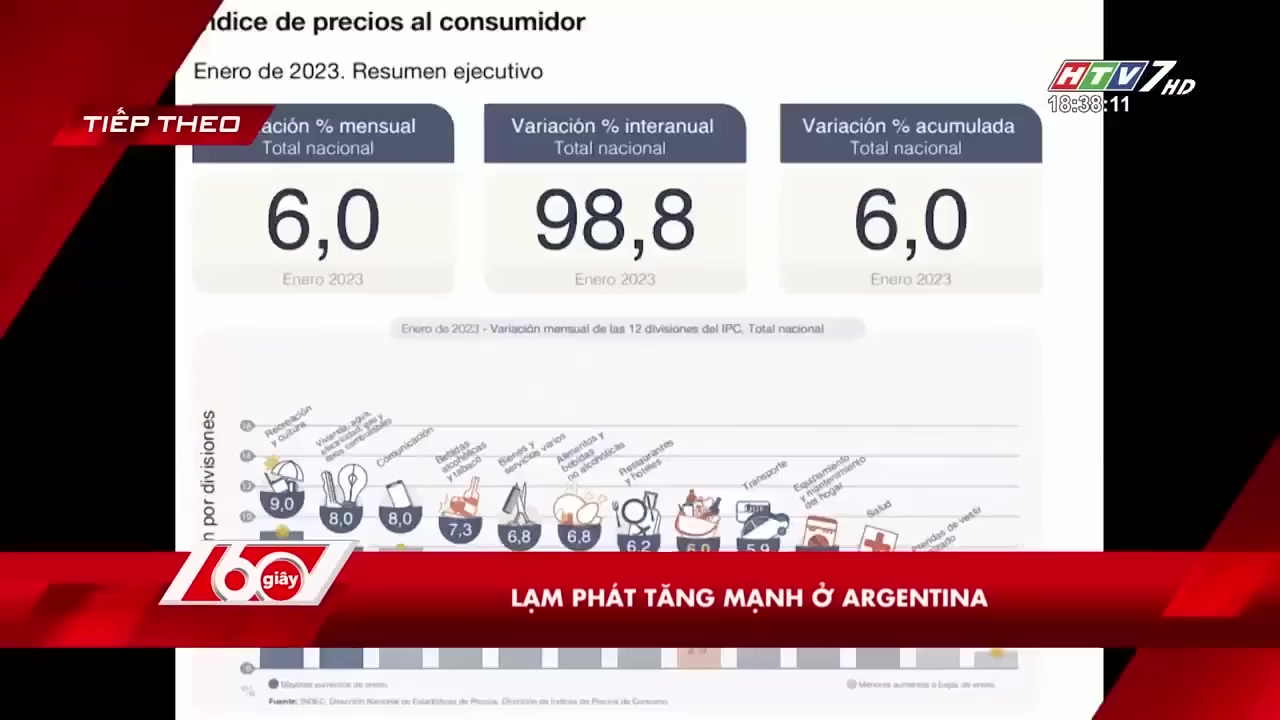 ndice de precios al consumidor
Enero de 2023. Resumen ejecutivo
HTV7 HD
18:38:11
TIẾP THEO
ación % mensual
Total nacional
6,0
Enero 2023
Variación % interanual
Total nacional
98,8
Enero 2023
Variación % acumulada
Total nacional
6,0
Enero 2023
Enero de 2023 - Variación mensual de las 12 divisiones del IPC. Total nacional
n por divisiones
16
14
12
10
Recreación
y cultura
9,0
Vivienda, agua,
electricidad, gas y
otros combustibles
8,0
Comunicación
8,0
Bebidas
alcohólicas
y tabaco
7,3
Bienes y
servicios varios
6,8
Alimentos y
bebidas
no alcohólicas
6,8
Restaurantes
y hoteles
6,2
6,0
Transporte
5,9
Equipamiento
y mantenimiento
del hogar
Salud
Prendas de vestir
60 giây
LẠM PHÁT TĂNG MẠNH Ở ARGENTINA
0
%
Mayores aumentos de enero.
Menores aumentos o bajas de enero.
Fuente: INDEC, Dirección Nacional de Estadísticas de Precios. Dirección de Índices de Precios de Consumo.